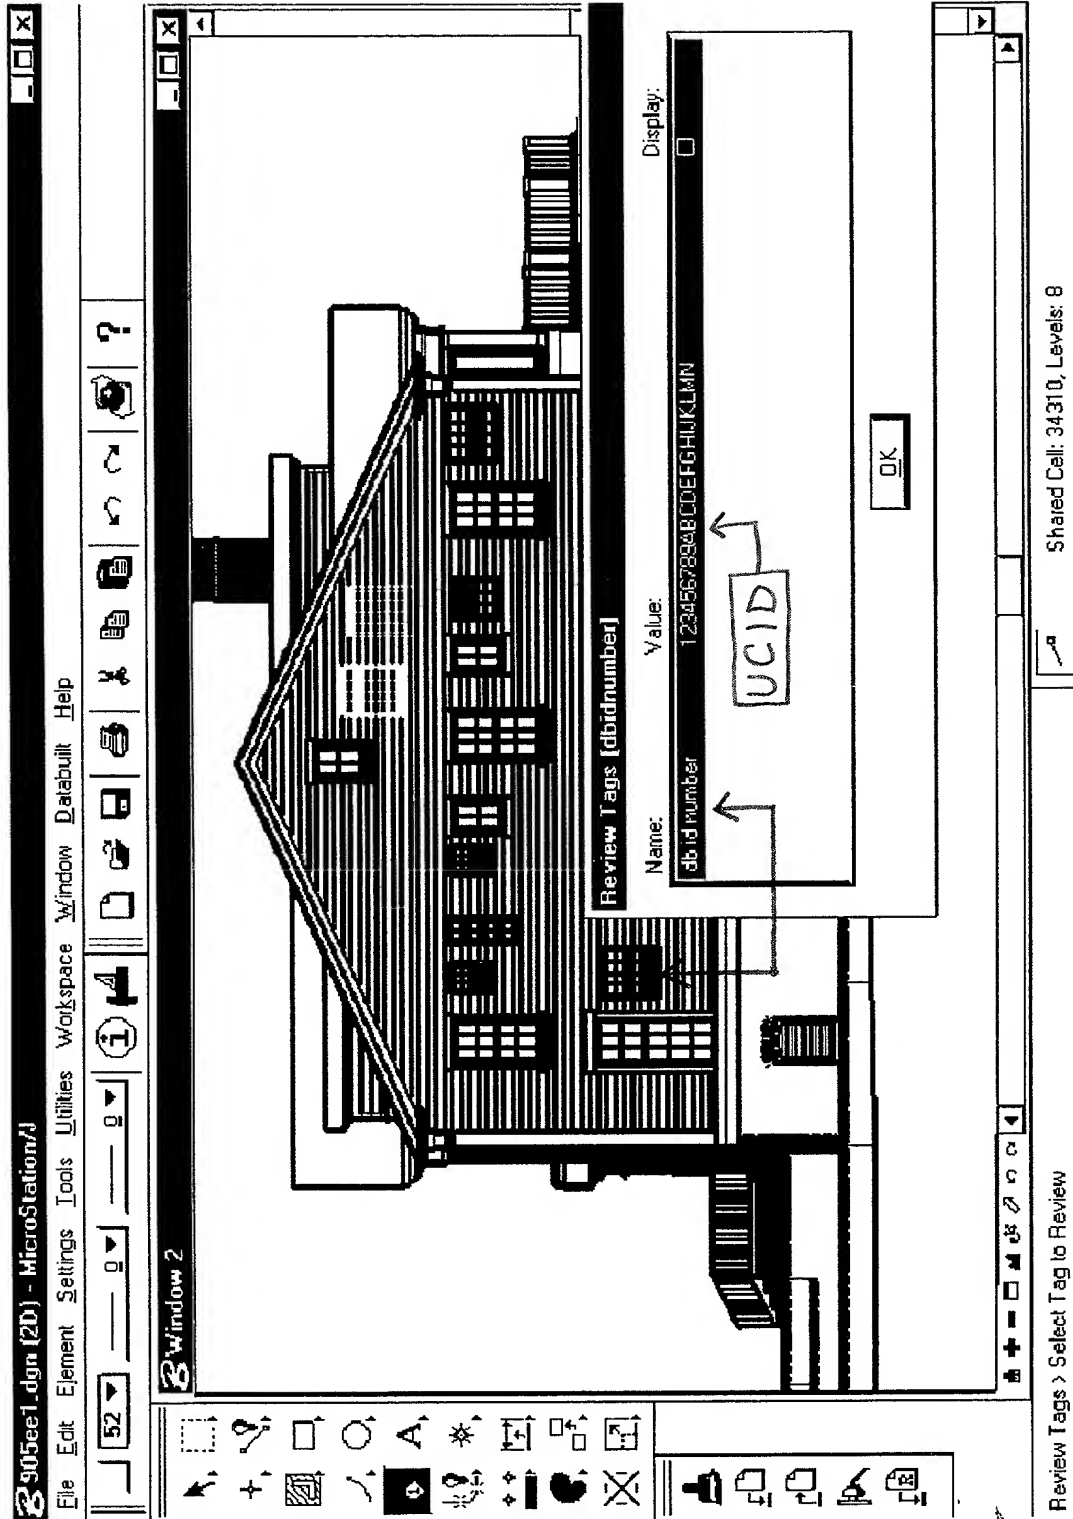 905ee1.dgn (2D) - MicroStation/J
File Edit Element Settings Tools Utilities Workspace Window Databuilt Help
52 0 0
Window 2
Review Tags [dbidnumber]
Name: Value: Display:
dbid number 123456789ABCDEFGHIJKLMN
UCID
OK
Review Tags > Select Tag to Review
Shared Cell: 34310, Levels: 8